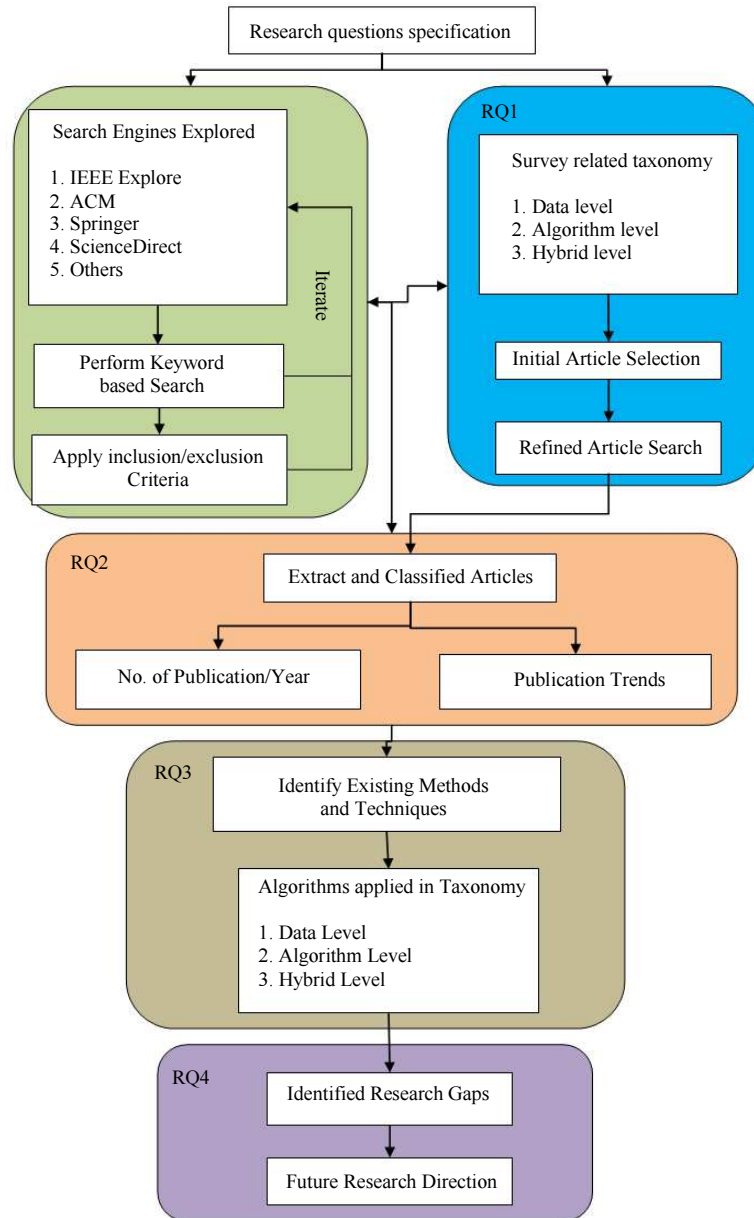 Research questions specification
Search Engines Explored
1. IEEE Explore
2. ACM
3. Springer
4. ScienceDirect
5. Others
Iterate
Perform Keyword
based Search
Apply inclusion/exclusion
Criteria
RQ1
Survey related taxonomy
1. Data level
2. Algorithm level
3. Hybrid level
Initial Article Selection
Refined Article Search
RQ2
Extract and Classified Articles
No. of Publication/Year
Publication Trends
RQ3
Identify Existing Methods
and Techniques
Algorithms applied in Taxonomy
1. Data Level
2. Algorithm Level
3. Hybrid Level
RQ4
Identified Research Gaps
Future Research Direction